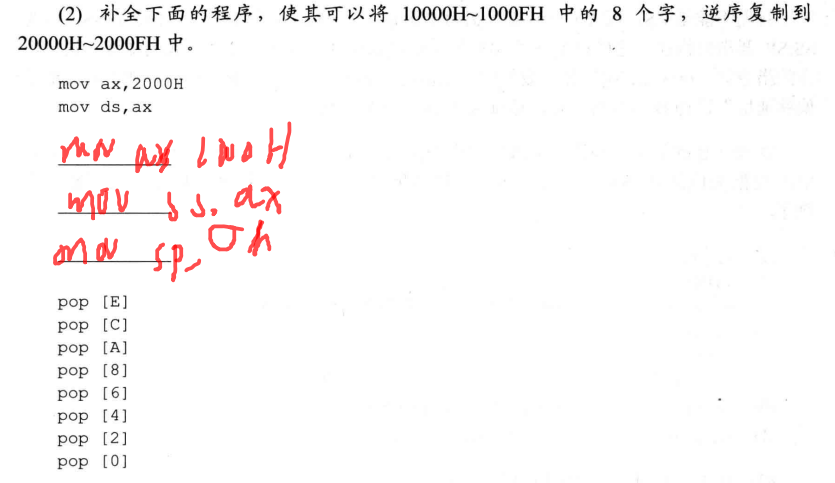 (2) 补全下面的程序，使其可以将 10000H~1000FH 中的 8 个字，逆序复制到
20000H~2000FH 中。
mov ax,2000H
mov ds,ax
mov ax 1000H
mov ss, ax
mov sp, 0h
pop [E]
pop [C]
pop [A]
pop [8]
pop [6]
pop [4]
pop [2]
pop [0]